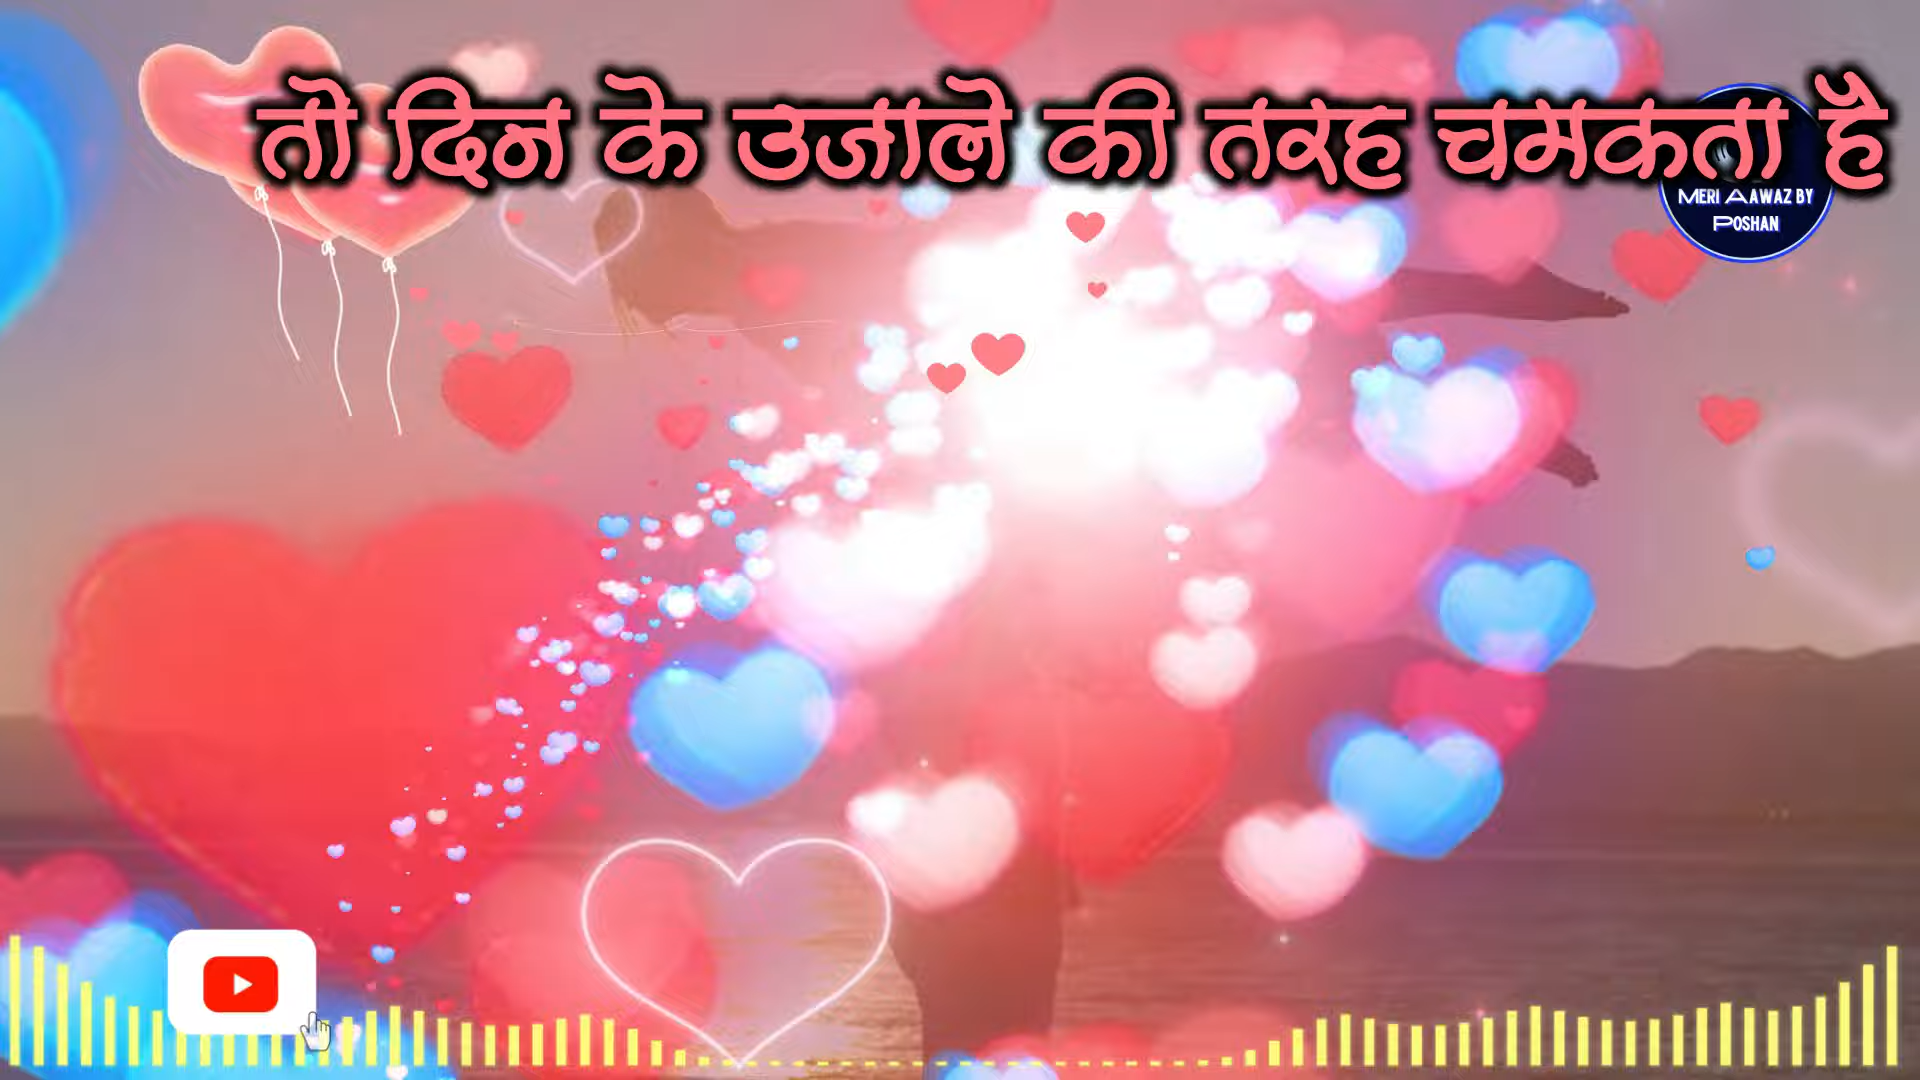 तो दिन के उजाले की तरह चमकता है
MERI AAWAZ BY
POSHAN